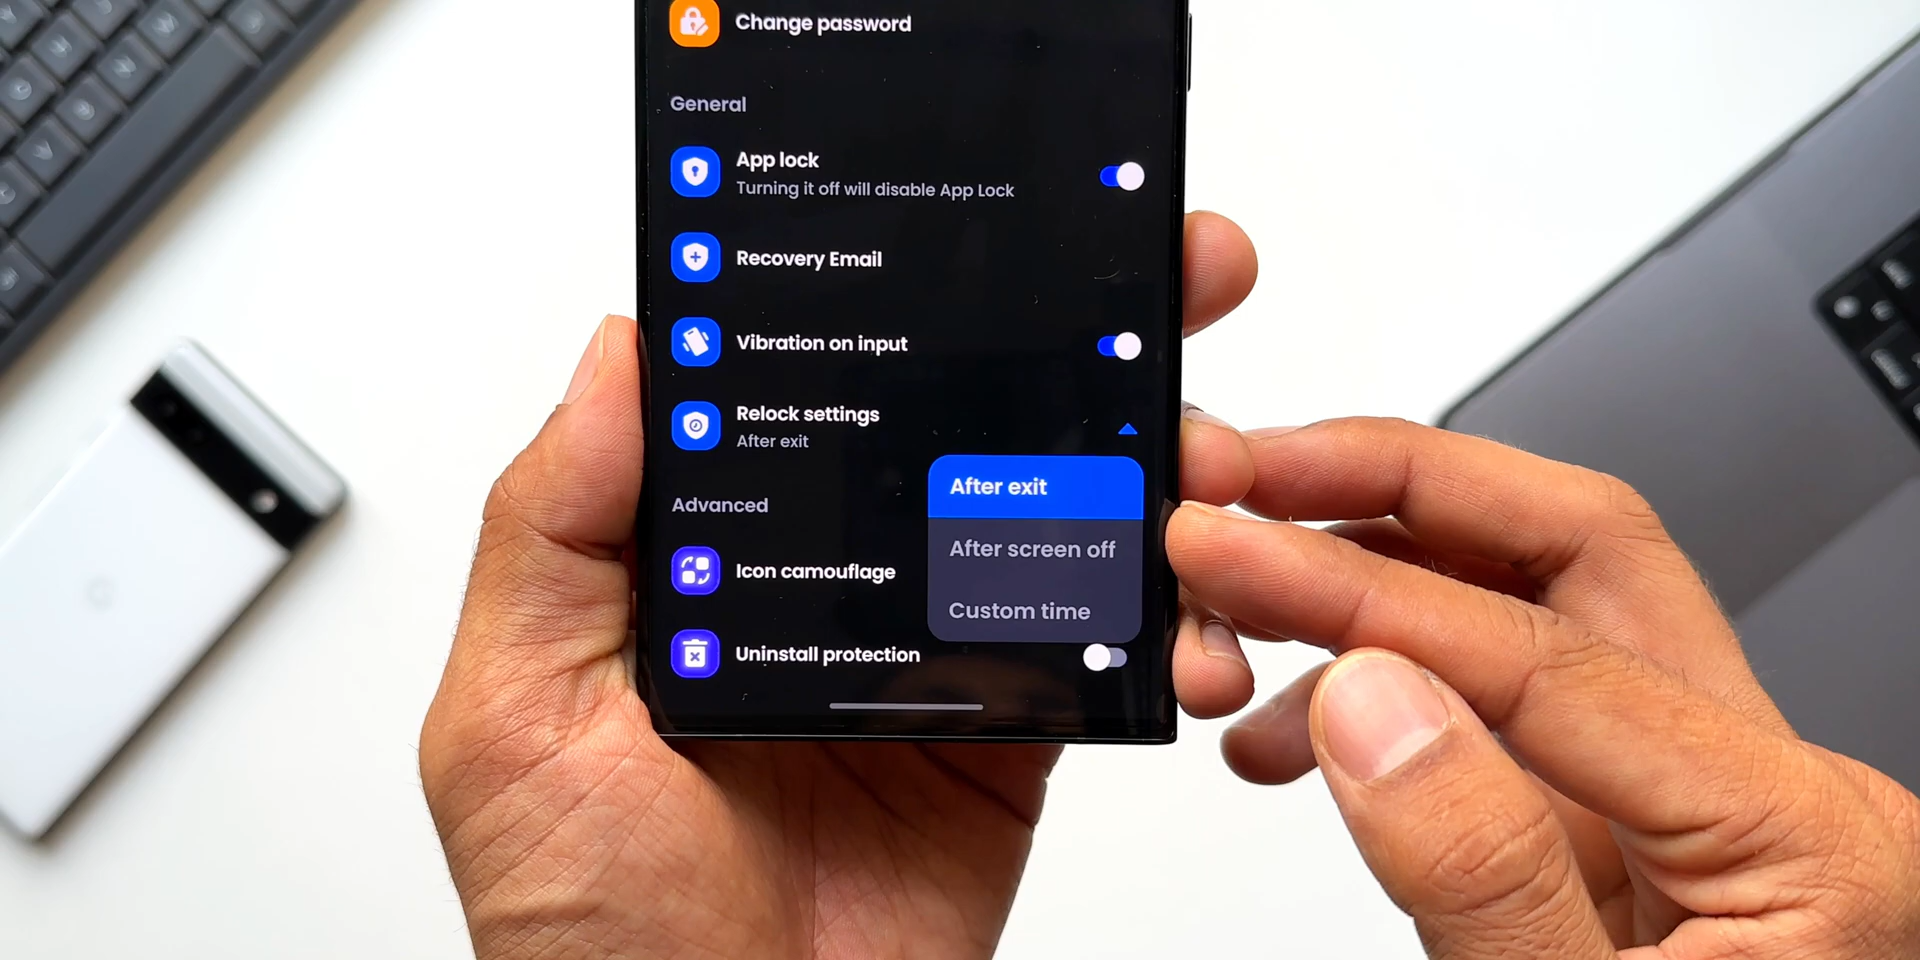 Change password
General
App lock
Turning it off will disable App Lock
Recovery Email
Vibration on input
Relock settings
After exit
After exit
Advanced
After screen off
Icon camouflage
Custom time
Uninstall protection